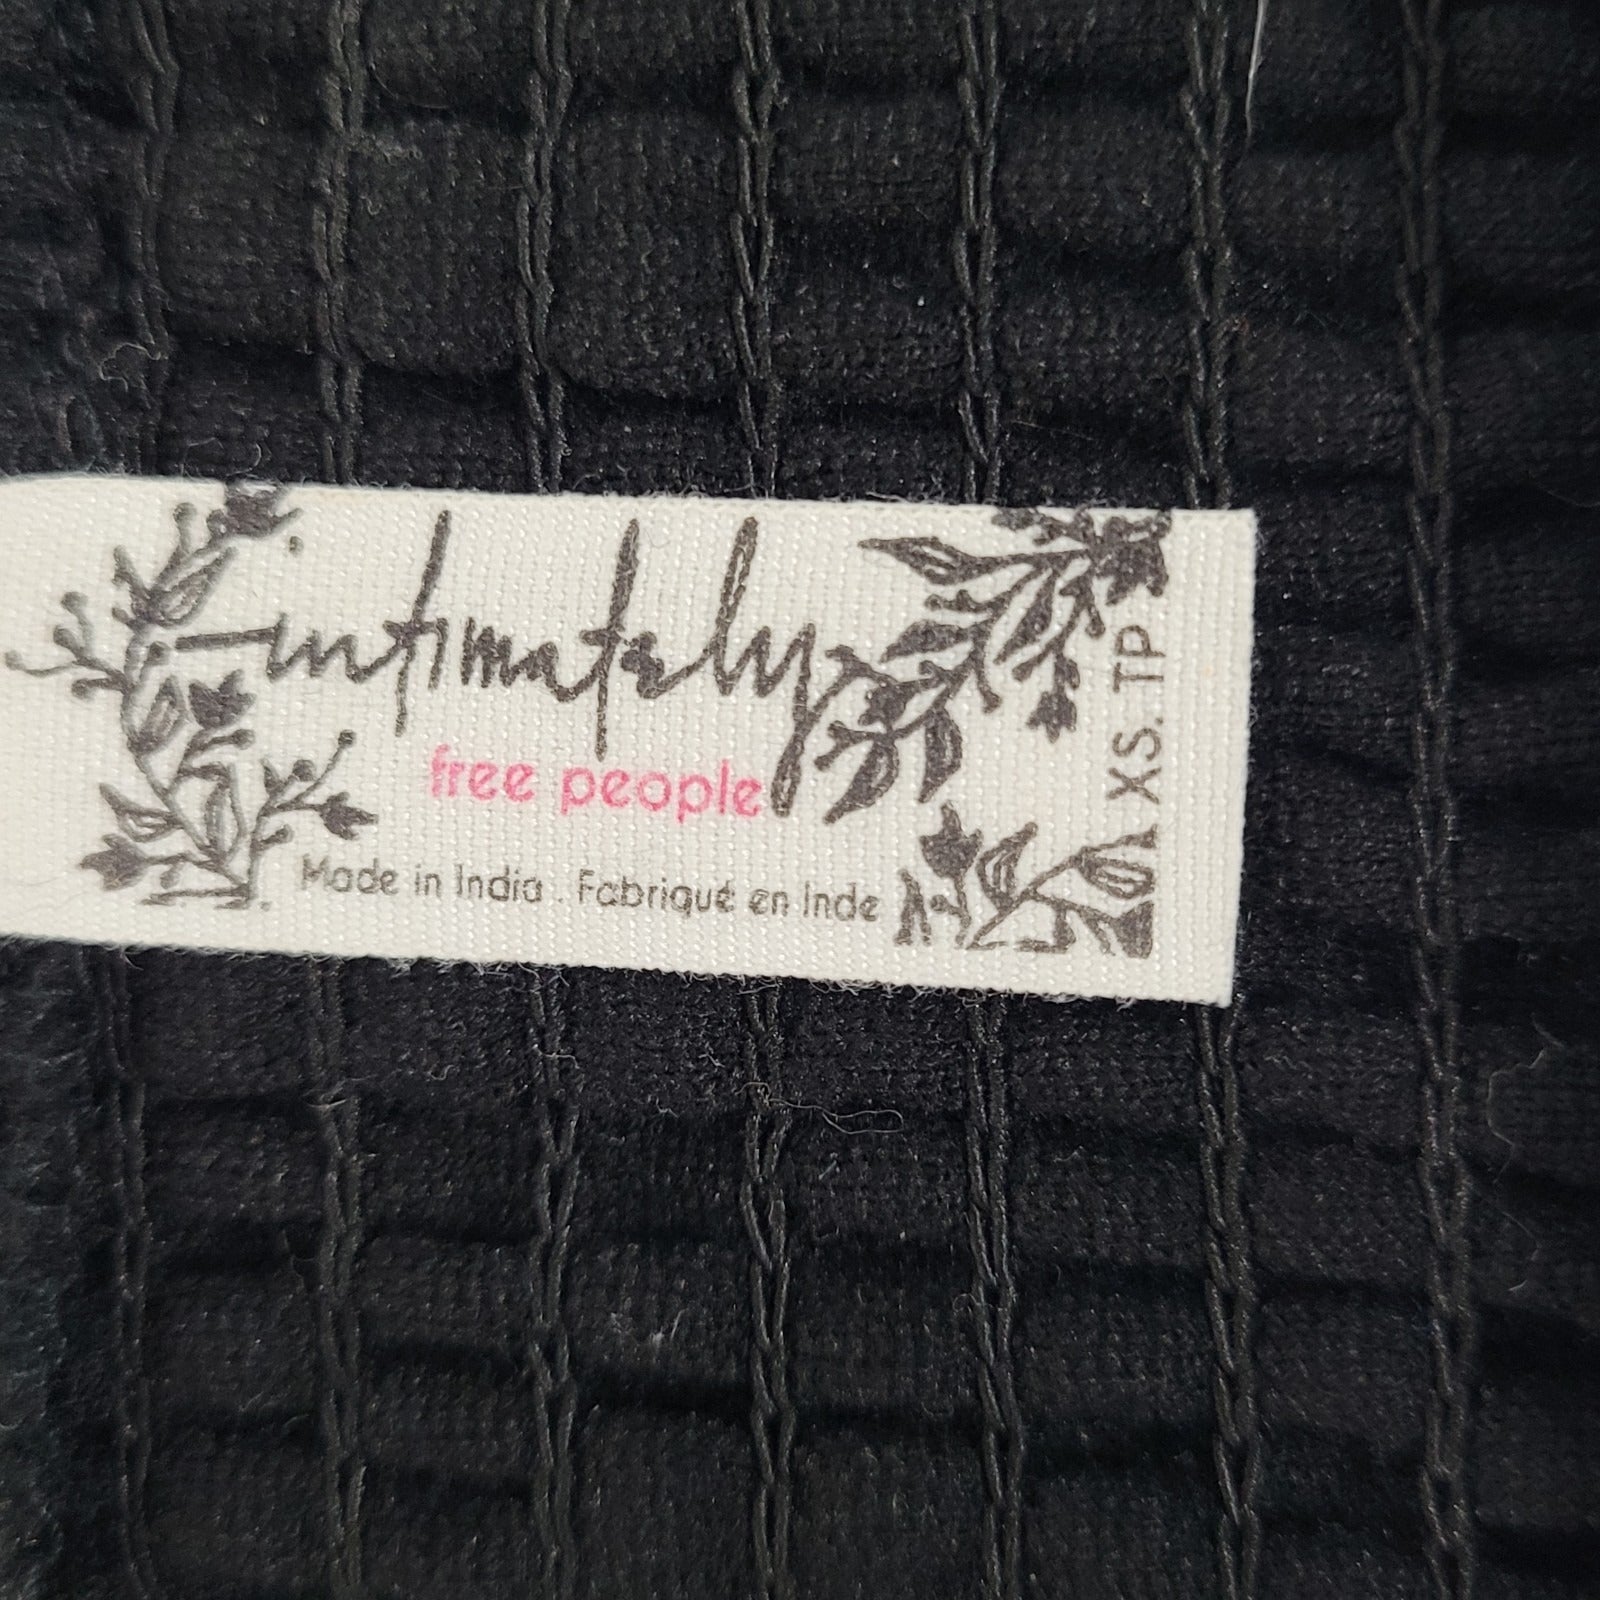 intimately
free people
Made in India . Fabriqué en Inde
XS. TP